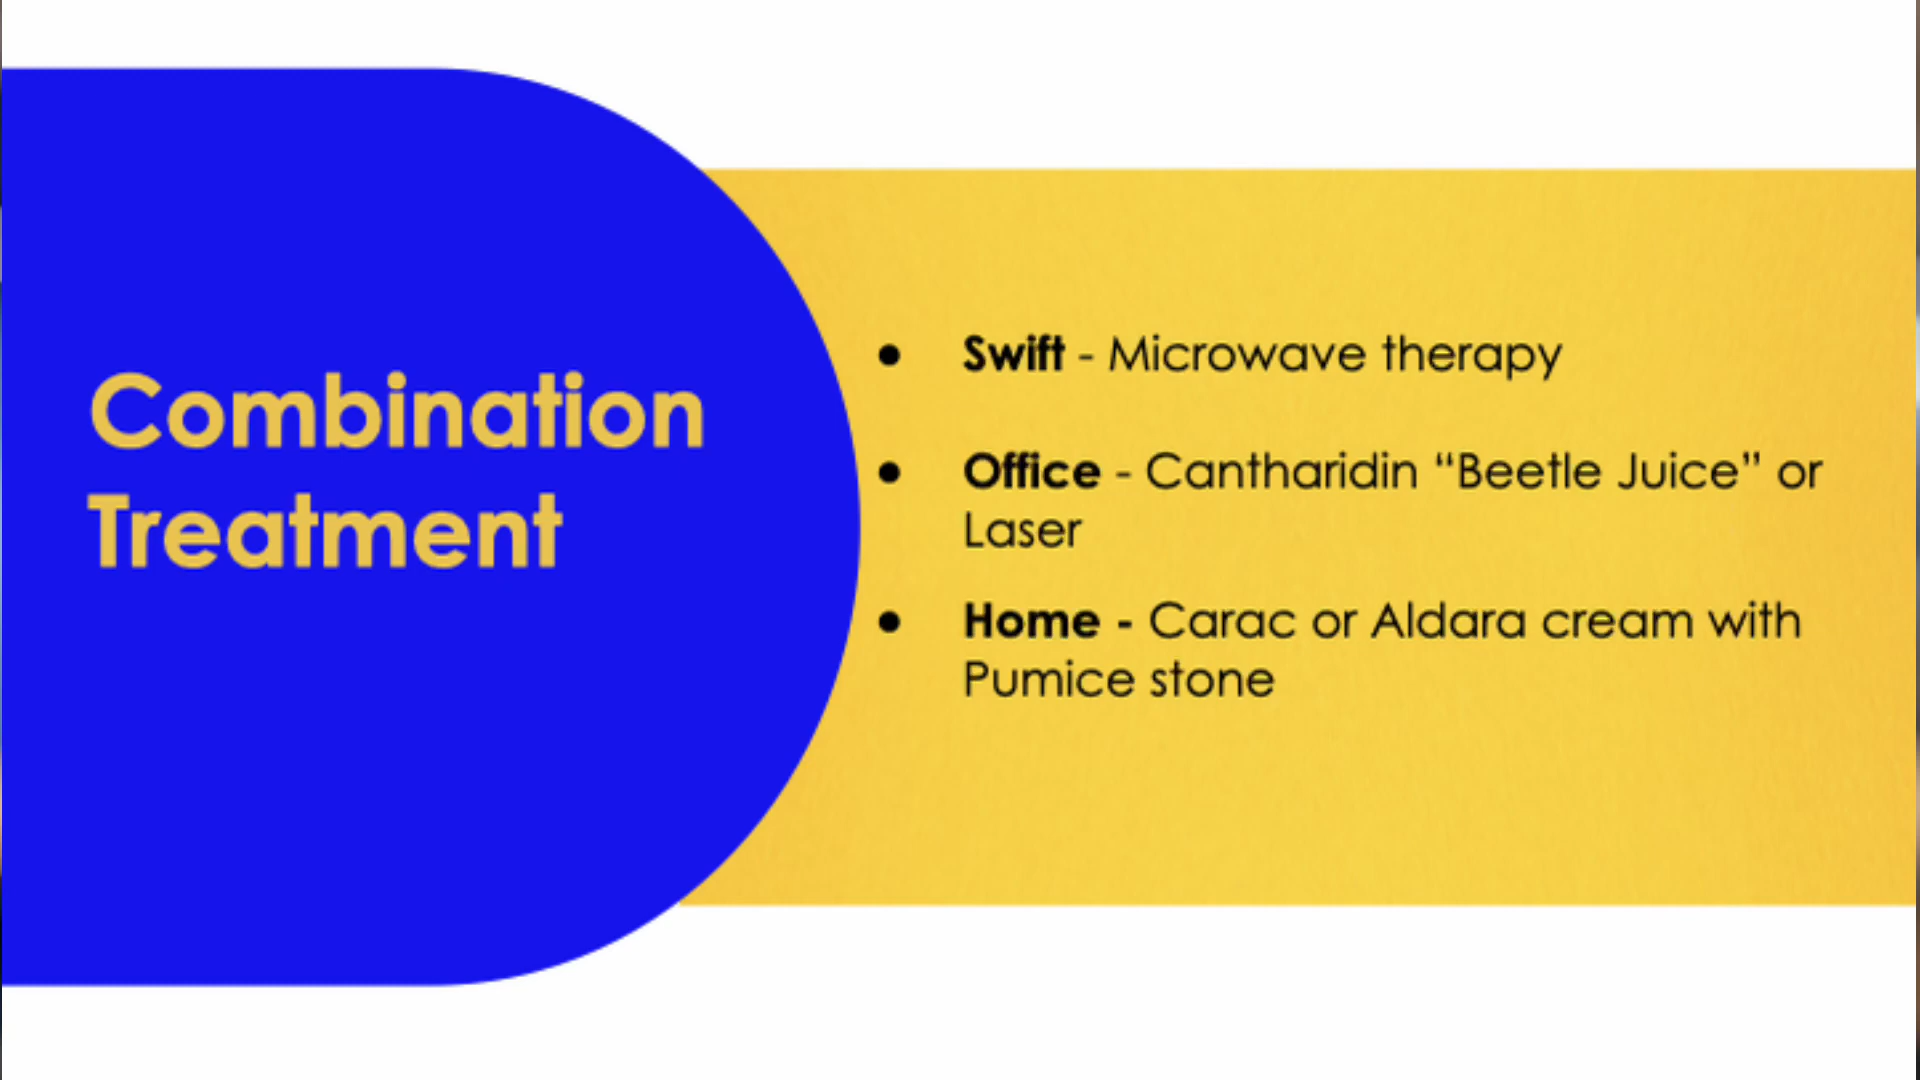 Combination
Treatment
● Swift - Microwave therapy
● Office - Cantharidin “Beetle Juice” or
Laser
● Home - Carac or Aldara cream with
Pumice stone